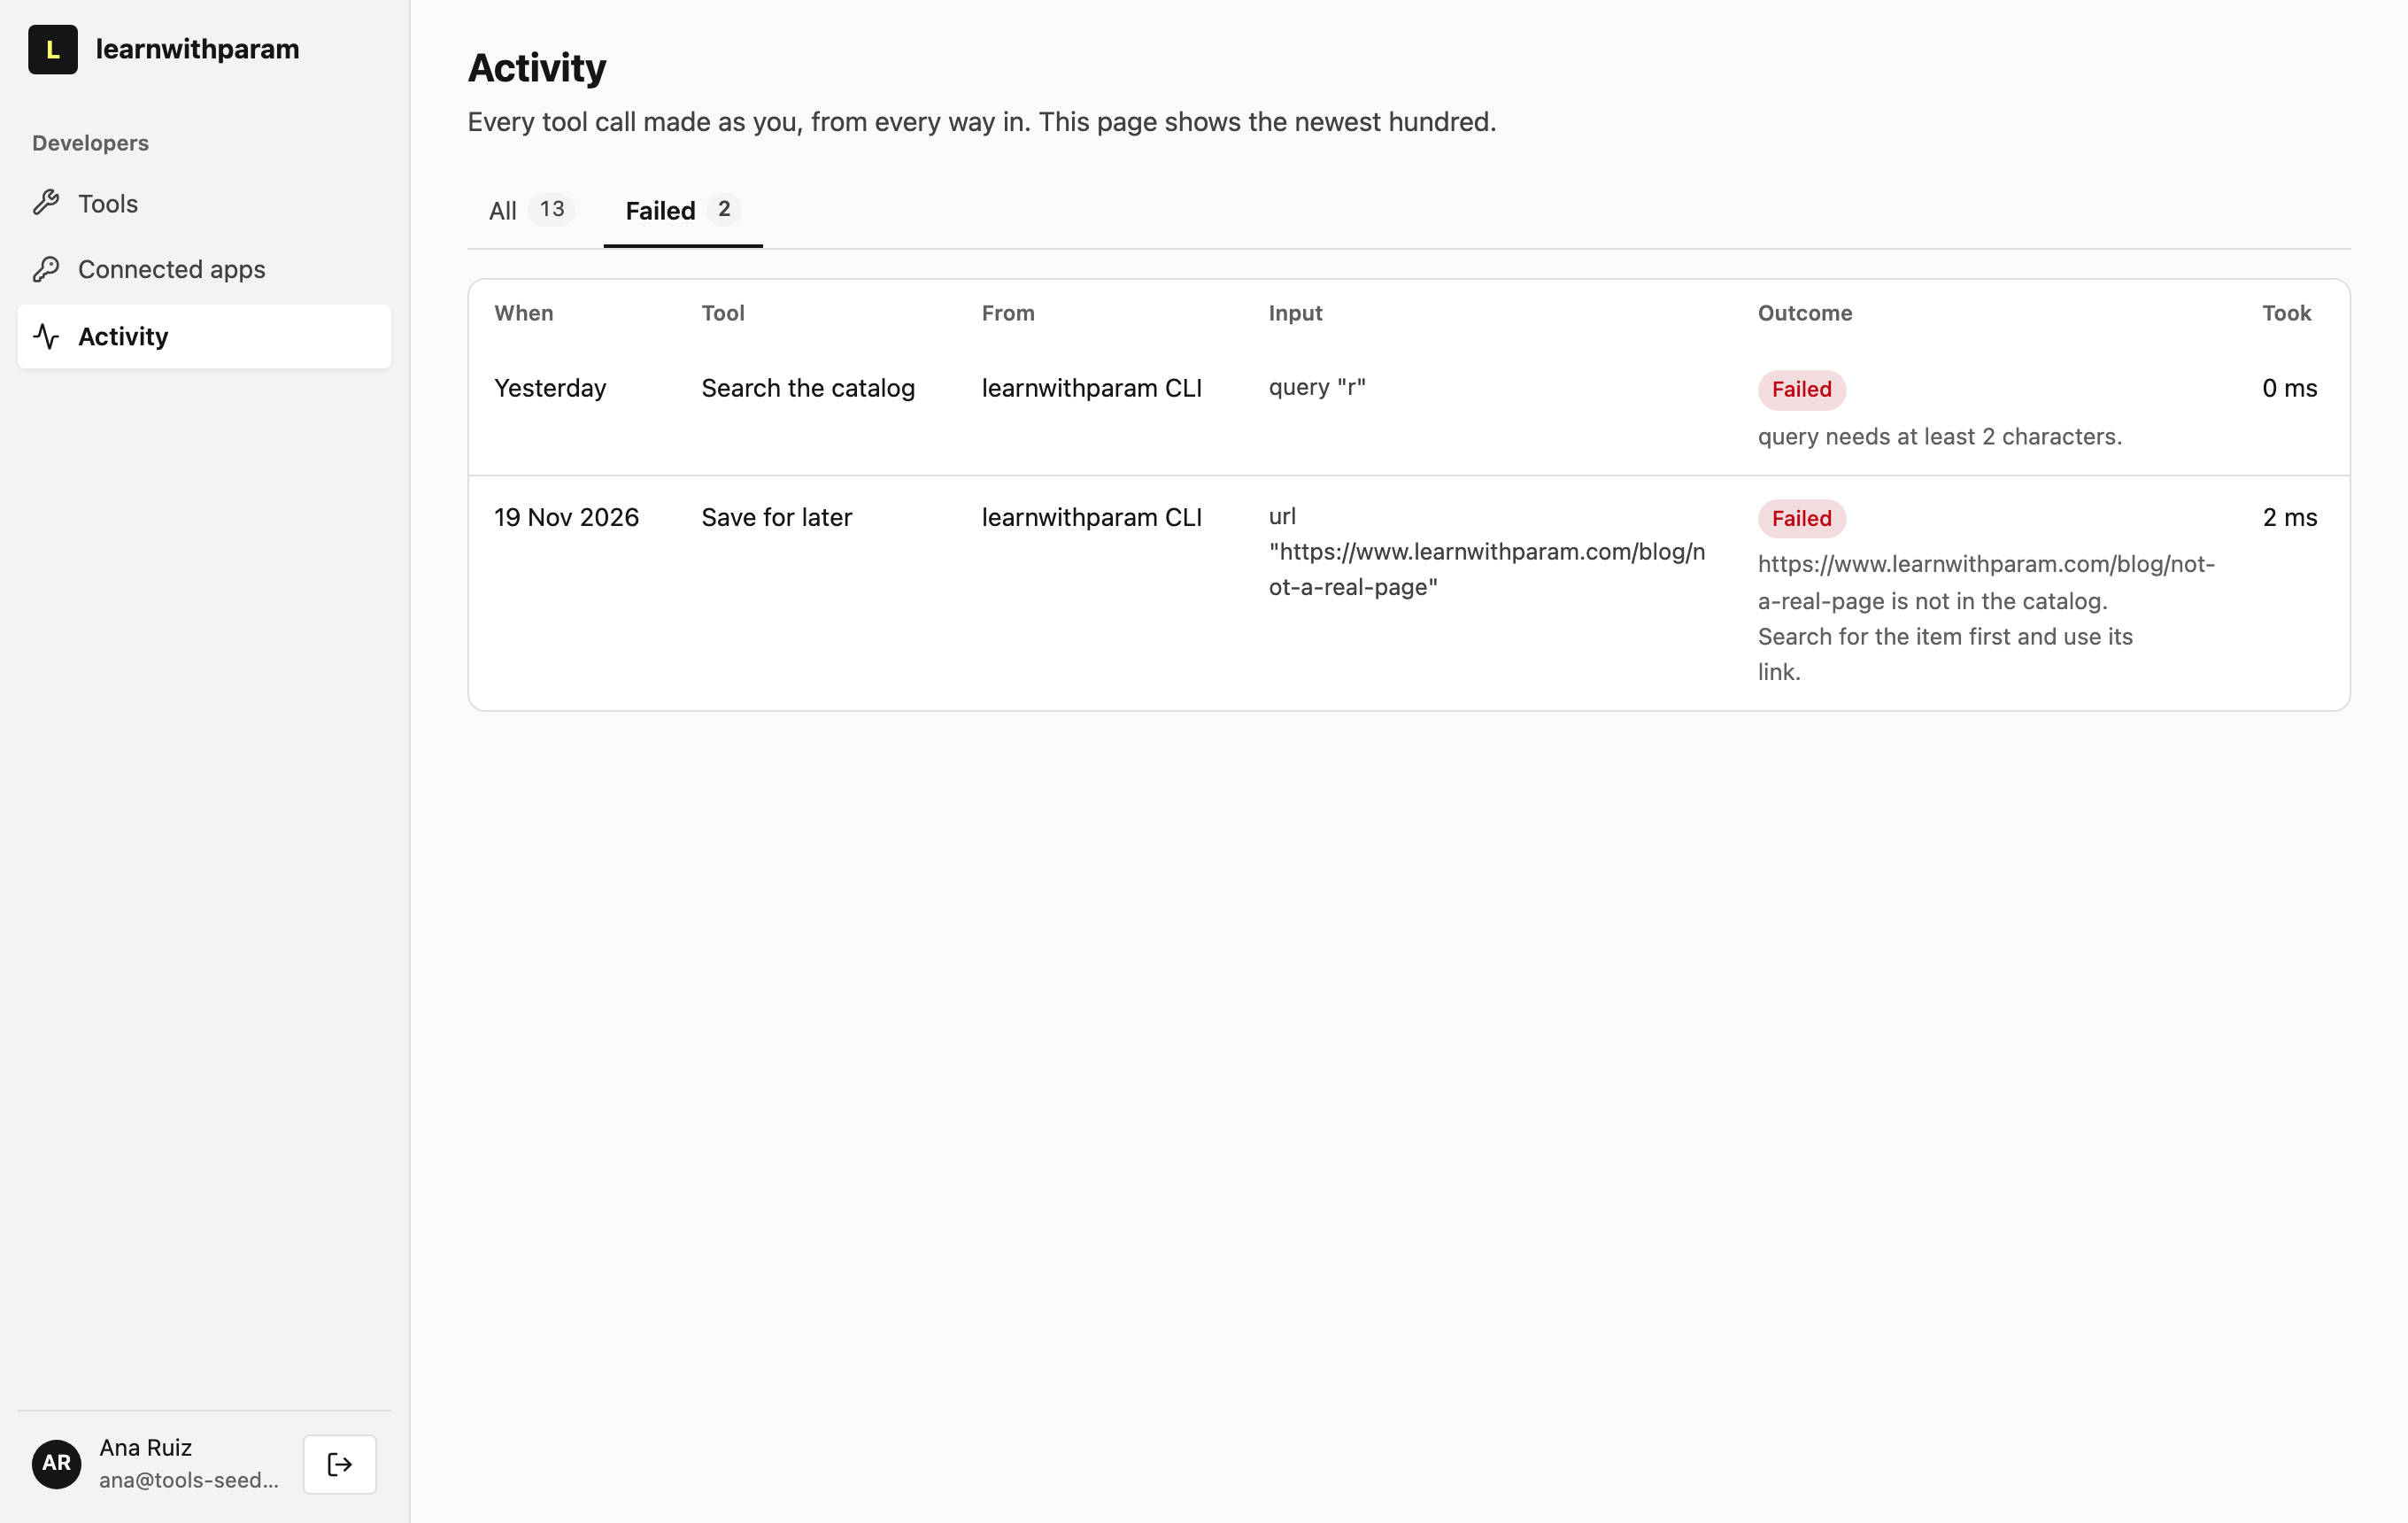 L learnwithparam
Developers
Tools
Connected apps
Activity
AR
Ana Ruiz
ana@tools-seed...
Activity
Every tool call made as you, from every way in. This page shows the newest hundred.
All 13 Failed 2
When Tool From Input Outcome Took
Yesterday Search the catalog learnwithparam CLI query "r" Failed 0 ms
query needs at least 2 characters.
19 Nov 2026 Save for later learnwithparam CLI url Failed 2 ms
"https://www.learnwithparam.com/blog/n
ot-a-real-page"
https://www.learnwithparam.com/blog/not-
a-real-page is not in the catalog.
Search for the item first and use its
link.